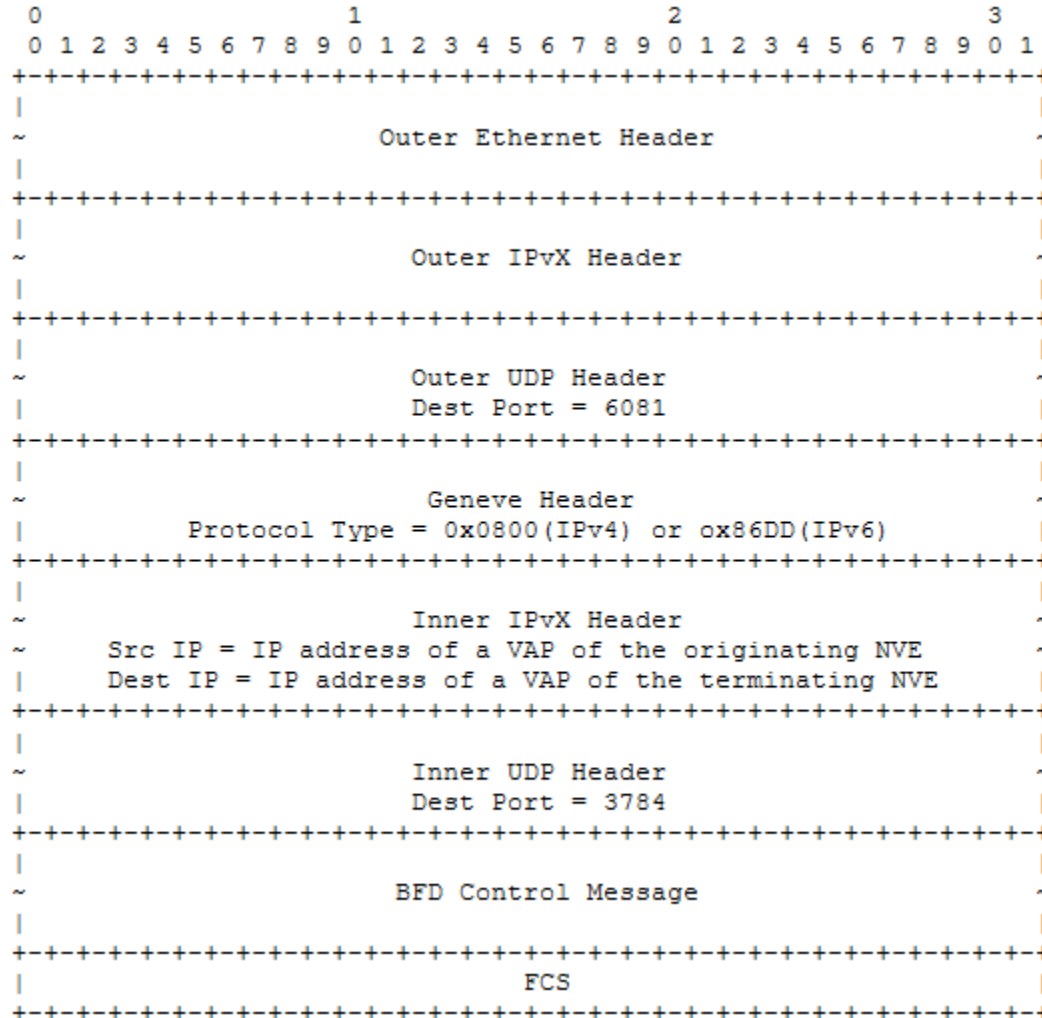 0                   1                   2                   3
0 1 2 3 4 5 6 7 8 9 0 1 2 3 4 5 6 7 8 9 0 1 2 3 4 5 6 7 8 9 0 1
Outer Ethernet Header
Outer IPvX Header
Outer UDP Header
Dest Port = 6081
Geneve Header
Protocol Type = 0x0800(IPv4) or ox86DD(IPv6)
Inner IPvX Header
Src IP = IP address of a VAP of the originating NVE
Dest IP = IP address of a VAP of the terminating NVE
Inner UDP Header
Dest Port = 3784
BFD Control Message
FCS